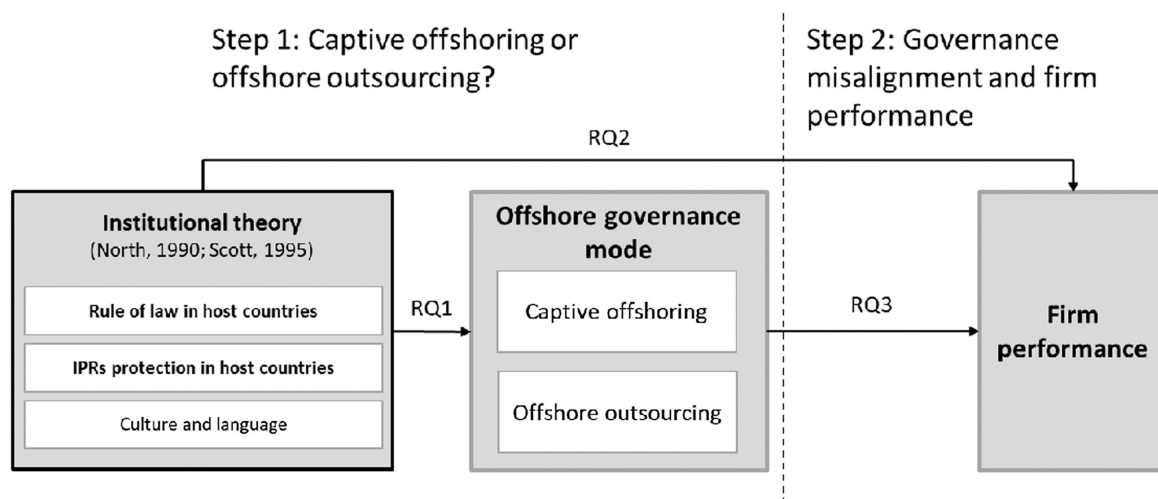 Step 1: Captive offshoring or
offshore outsourcing?
Step 2: Governance
misalignment and firm
performance
RQ2
Institutional theory
(North, 1990; Scott, 1995)
Rule of law in host countries
IPRs protection in host countries
Culture and language
RQ1
Offshore governance
mode
Captive offshoring
Offshore outsourcing
RQ3
Firm
performance